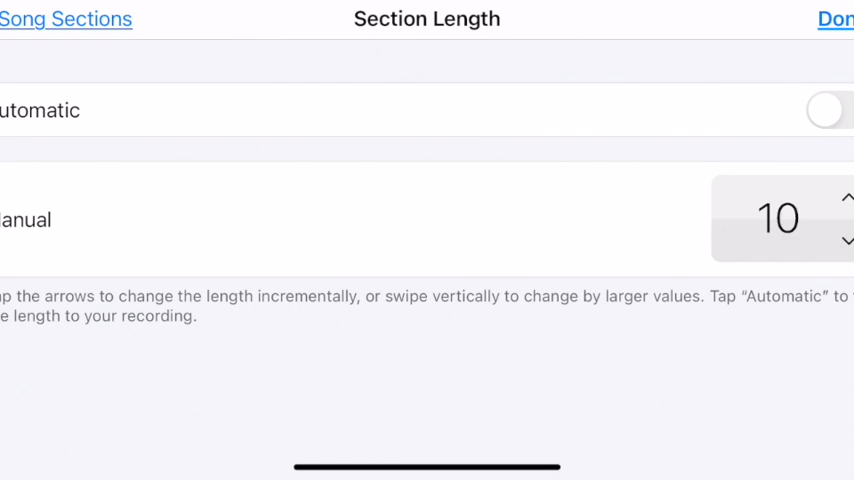 Song Sections
Section Length
Don
utomatic
anual
10
p the arrows to change the length incrementally, or swipe vertically to change by larger values. Tap “Automatic” to
e length to your recording.